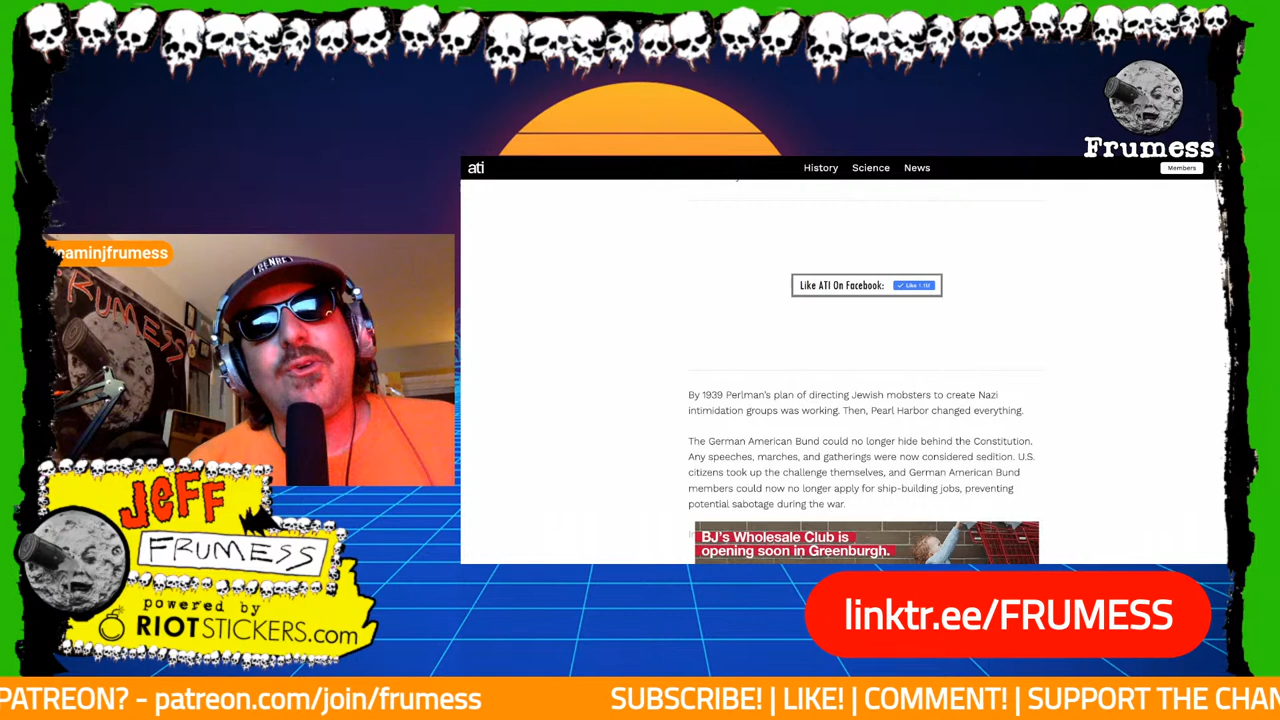 Frumess
ati
History Science News
Members
f
eaminjfrumess
FRUMESS
Like ATI On Facebook:
Like 1.1M
By 1939 Perlman's plan of directing Jewish mobsters to create Nazi
intimidation groups was working. Then, Pearl Harbor changed everything.
The German American Bund could no longer hide behind the Constitution.
Any speeches, marches, and gatherings were now considered sedition. U.S.
citizens took up the challenge themselves, and German American Bund
members could now no longer apply for ship-building jobs, preventing
potential sabotage during the war.
BJ's Wholesale Club is
opening soon in Greenburgh.
JEFF
FRUMESS
powered by
RIOTSTICKERS.com
linktr.ee/FRUMESS
PATREON? - patreon.com/join/frumess
SUBSCRIBE! | LIKE! | COMMENT! | SUPPORT THE CHAN